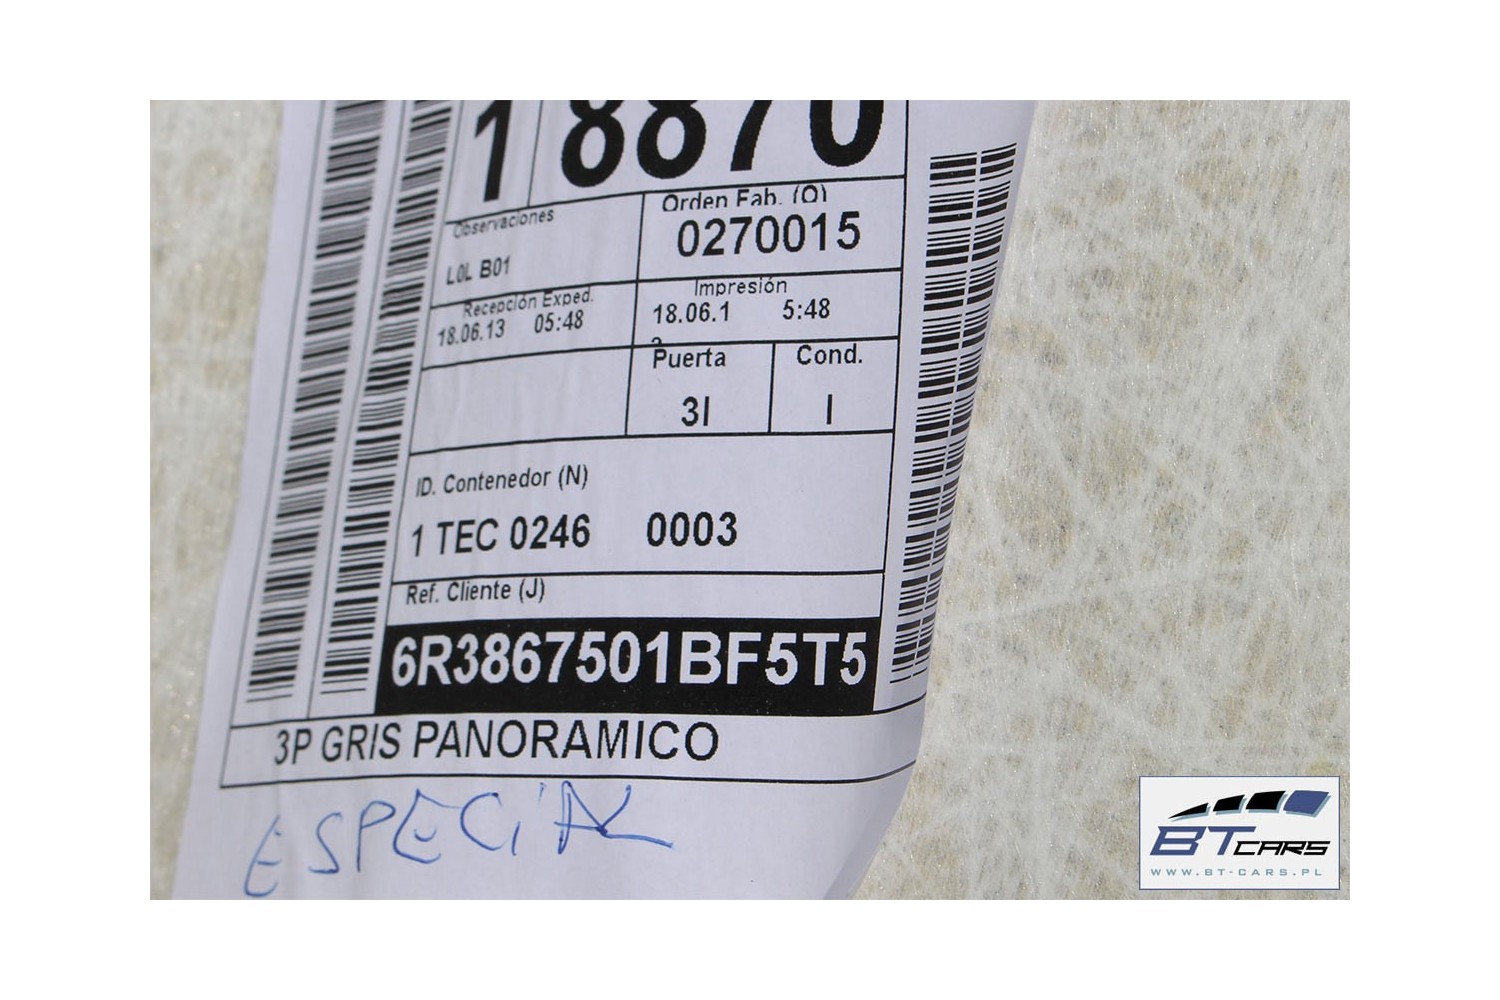 1 8870
Observaciones
L0L B01
Orden Fab. (O)
0270015
Recepción Exped.
18.06.13 05:48
Impresión
18.06.1 5:48
Puerta
3I
Cond.
I
ID. Contenedor (N)
1 TEC 0246 0003
Ref. Cliente (J)
6R3867501BF5T5
3P GRIS PANORAMICO
ESPECiAL
BTCARS
WWW.BT-CARS.PL